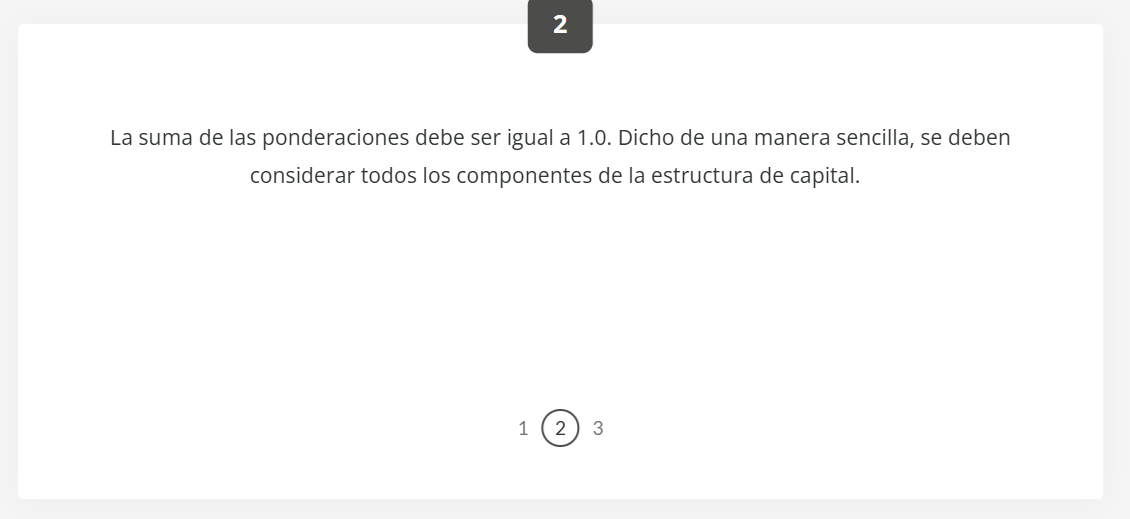 2
La suma de las ponderaciones debe ser igual a 1.0. Dicho de una manera sencilla, se deben
considerar todos los componentes de la estructura de capital.
1 2 3